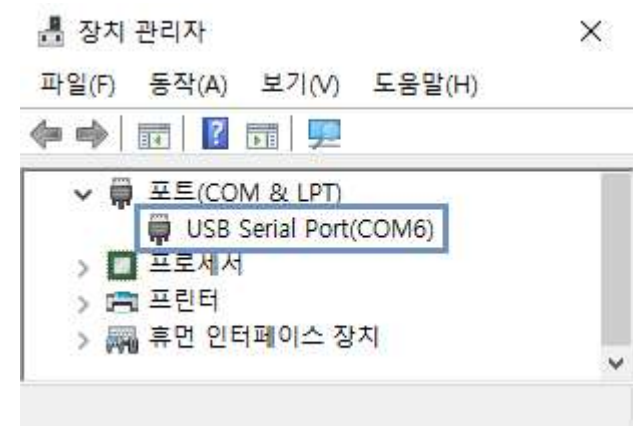 장치 관리자
파일(F) 동작(A) 보기(V) 도움말(H)
포트(COM & LPT)
USB Serial Port(COM6)
프로세서
프린터
휴먼 인터페이스 장치